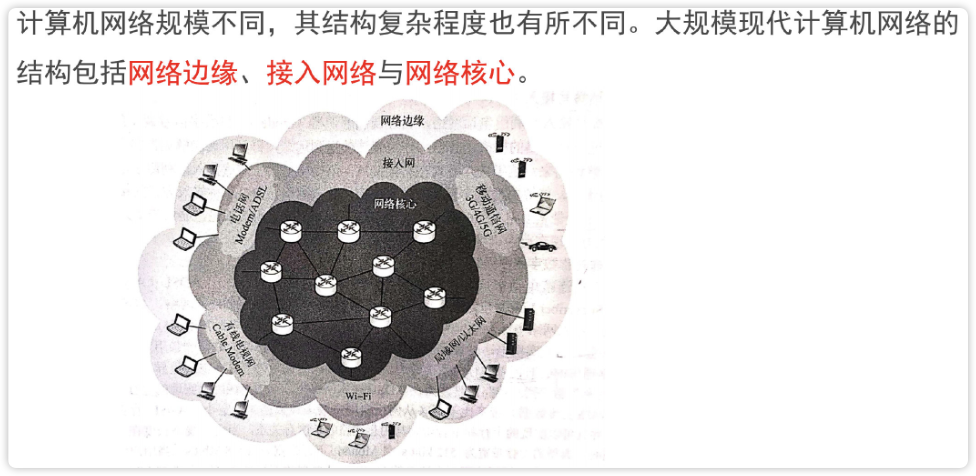 计算机网络规模不同，其结构复杂程度也有所不同。大规模现代计算机网络的
结构包括网络边缘、接入网络与网络核心。
网络边缘
接入网
网络核心
电话网
Modem/ADSL
移动通信网
3G/4G/5G
有线电视网
Cable Modem
局域网/以太网
Wi-Fi